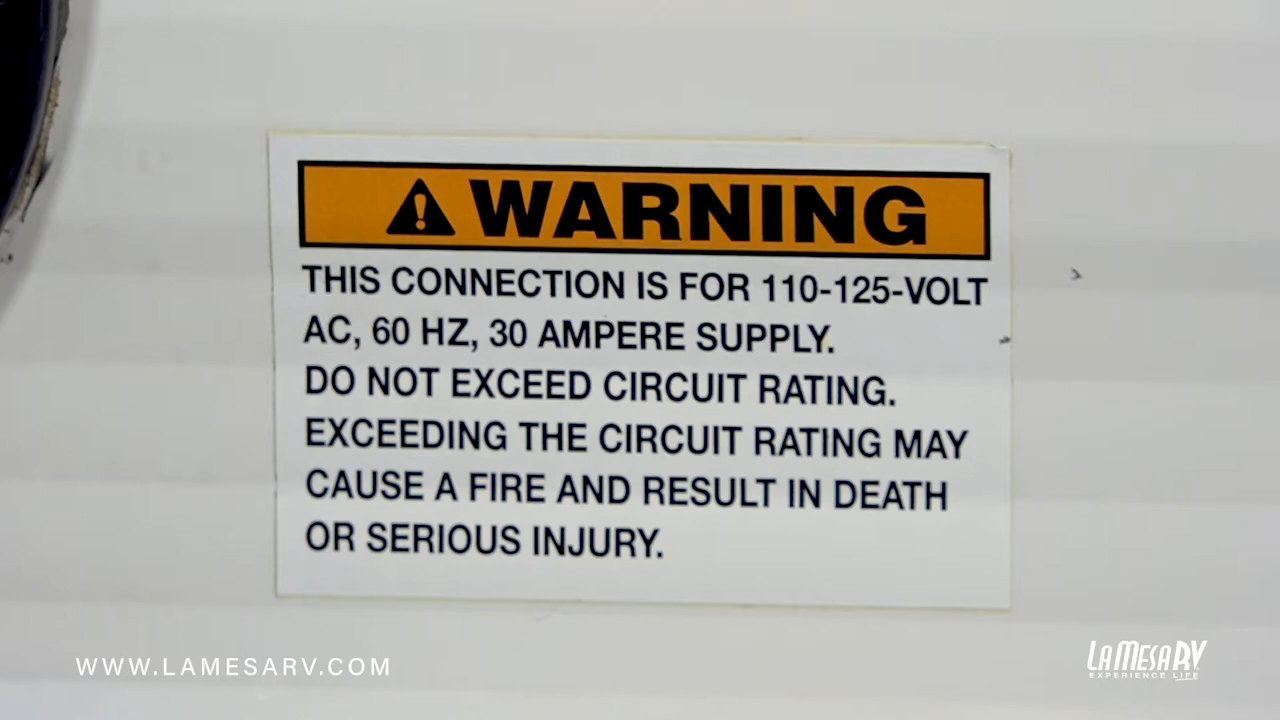 WARNING
THIS CONNECTION IS FOR 110-125-VOLT
AC, 60 HZ, 30 AMPERE SUPPLY.
DO NOT EXCEED CIRCUIT RATING.
EXCEEDING THE CIRCUIT RATING MAY
CAUSE A FIRE AND RESULT IN DEATH
OR SERIOUS INJURY.
WWW.LAMESARV.COM
LA MESA RV
EXPERIENCE LIFE